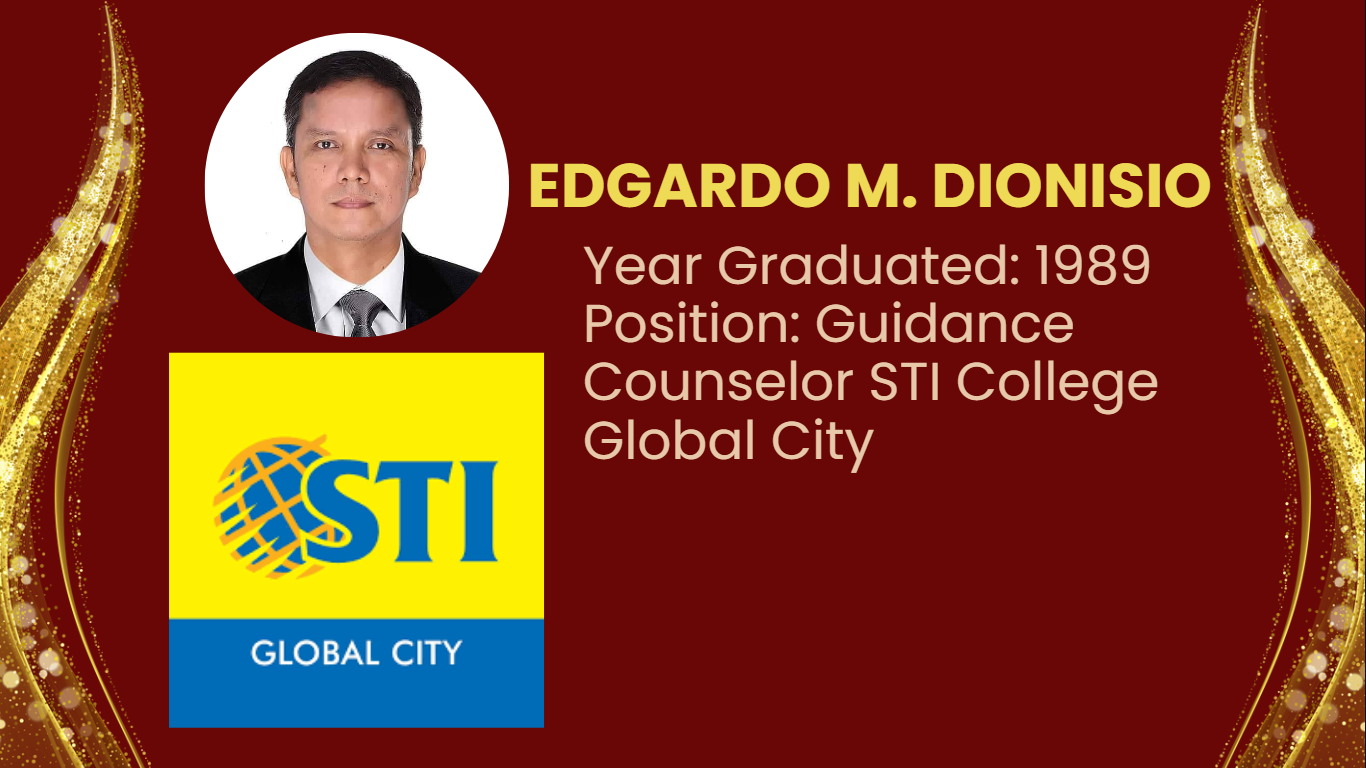 EDGARDO M. DIONISIO
Year Graduated: 1989
Position: Guidance
Counselor STI College
Global City
STI
GLOBAL CITY